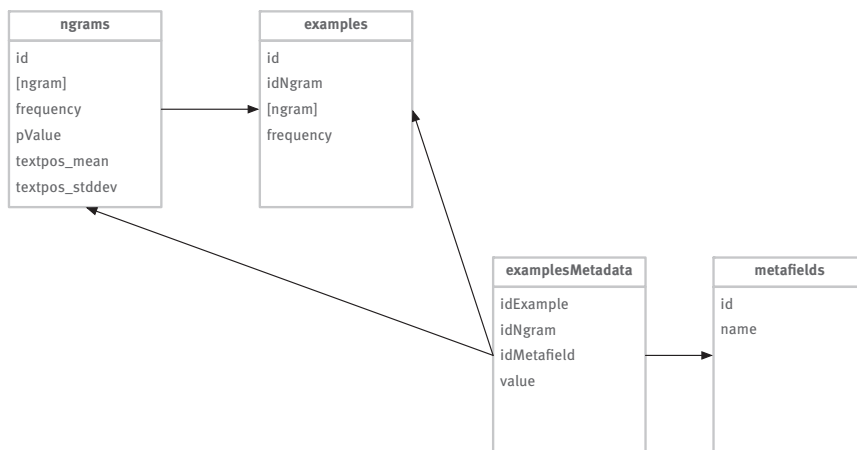 ngrams
id
[ngram]
frequency
pValue
textpos_mean
textpos_stddev
examples
id
idNgram
[ngram]
frequency
examplesMetadata
idExample
idNgram
idMetafield
value
metafields
id
name